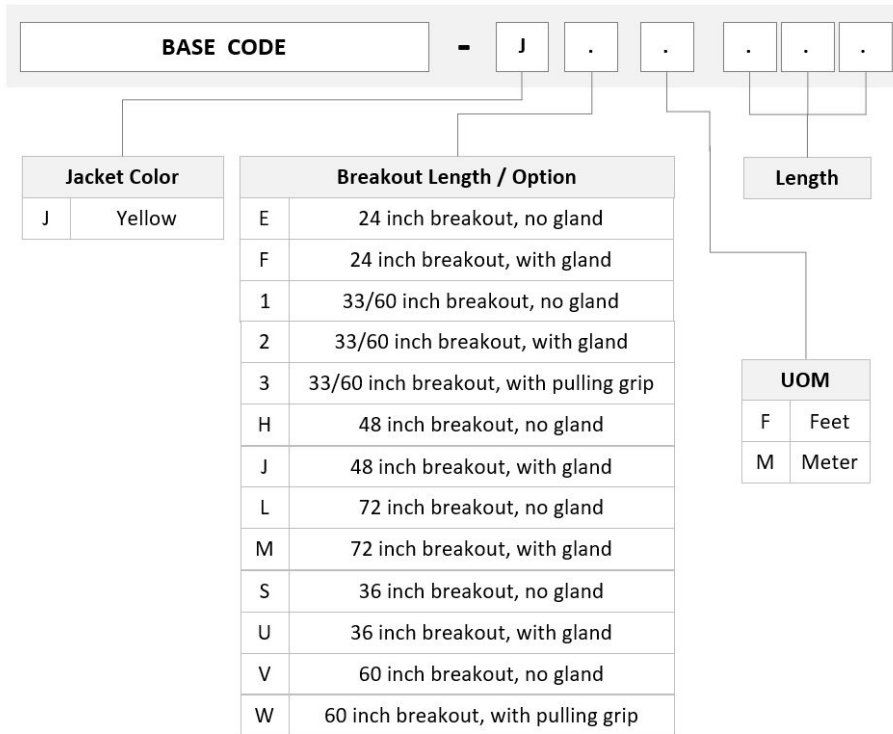 BASE CODE - J . . . . .
Jacket Color
J Yellow
Breakout Length / Option
E 24 inch breakout, no gland
F 24 inch breakout, with gland
1 33/60 inch breakout, no gland
2 33/60 inch breakout, with gland
3 33/60 inch breakout, with pulling grip
H 48 inch breakout, no gland
J 48 inch breakout, with gland
L 72 inch breakout, no gland
M 72 inch breakout, with gland
S 36 inch breakout, no gland
U 36 inch breakout, with gland
V 60 inch breakout, no gland
W 60 inch breakout, with pulling grip
Length
UOM
F Feet
M Meter